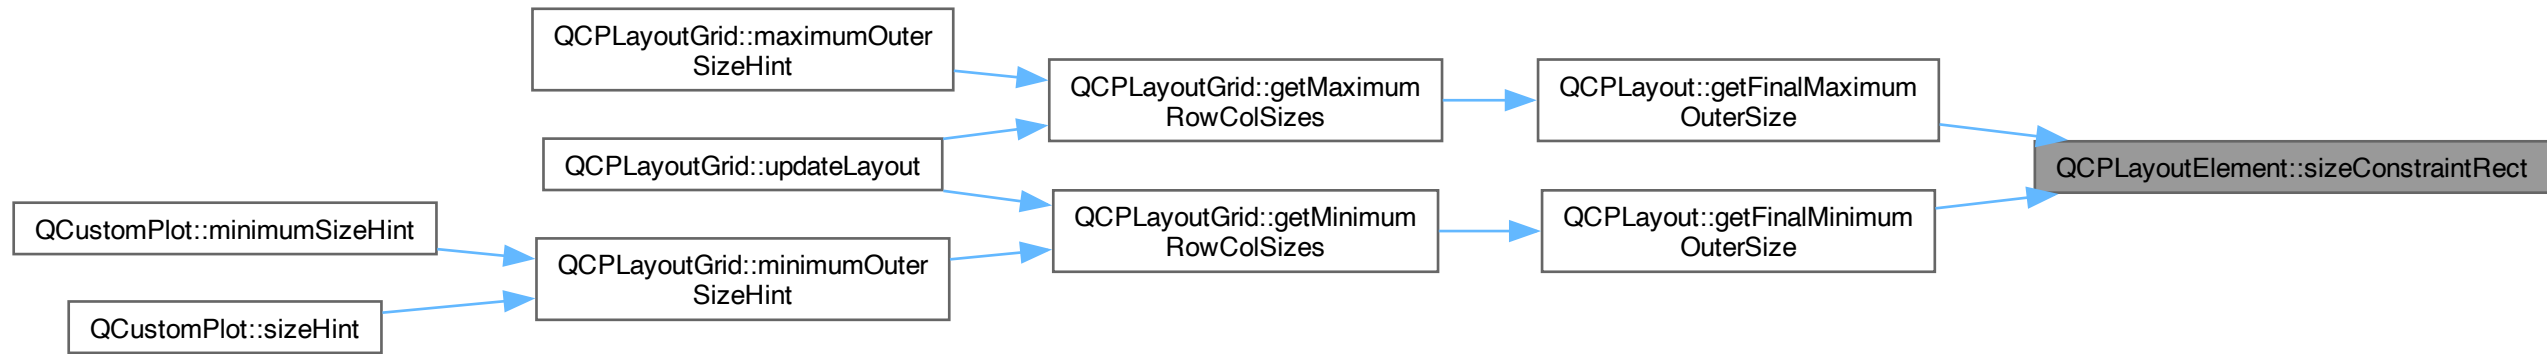 QCPLayoutGrid::maximumOuter
SizeHint
QCPLayoutGrid::getMaximum
RowColSizes
QCPLayout::getFinalMaximum
OuterSize
QCPLayoutGrid::updateLayout
QCPLayoutElement::sizeConstraintRect
QCustomPlot::minimumSizeHint
QCPLayoutGrid::minimumOuter
SizeHint
QCPLayoutGrid::getMinimum
RowColSizes
QCPLayout::getFinalMinimum
OuterSize
QCustomPlot::sizeHint